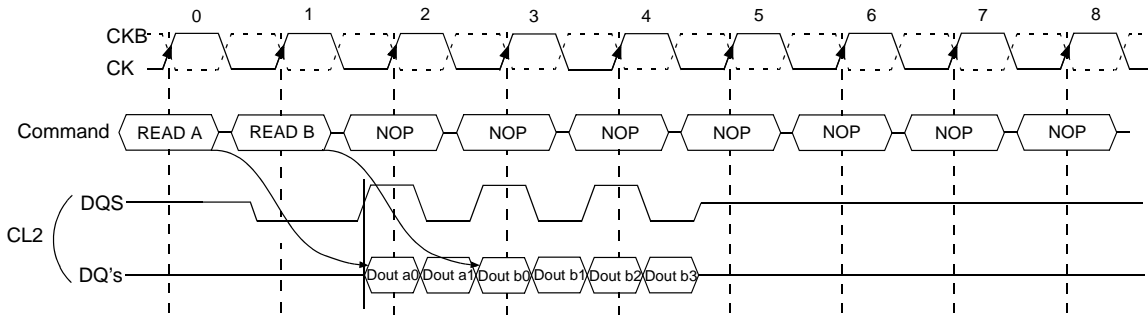 0 1 2 3 4 5 6 7 8
CKB
CK
Command READ A READ B NOP NOP NOP NOP NOP NOP NOP
DQS
CL2
DQ's Dout a0 Dout a1 Dout b0 Dout b1 Dout b2 Dout b3